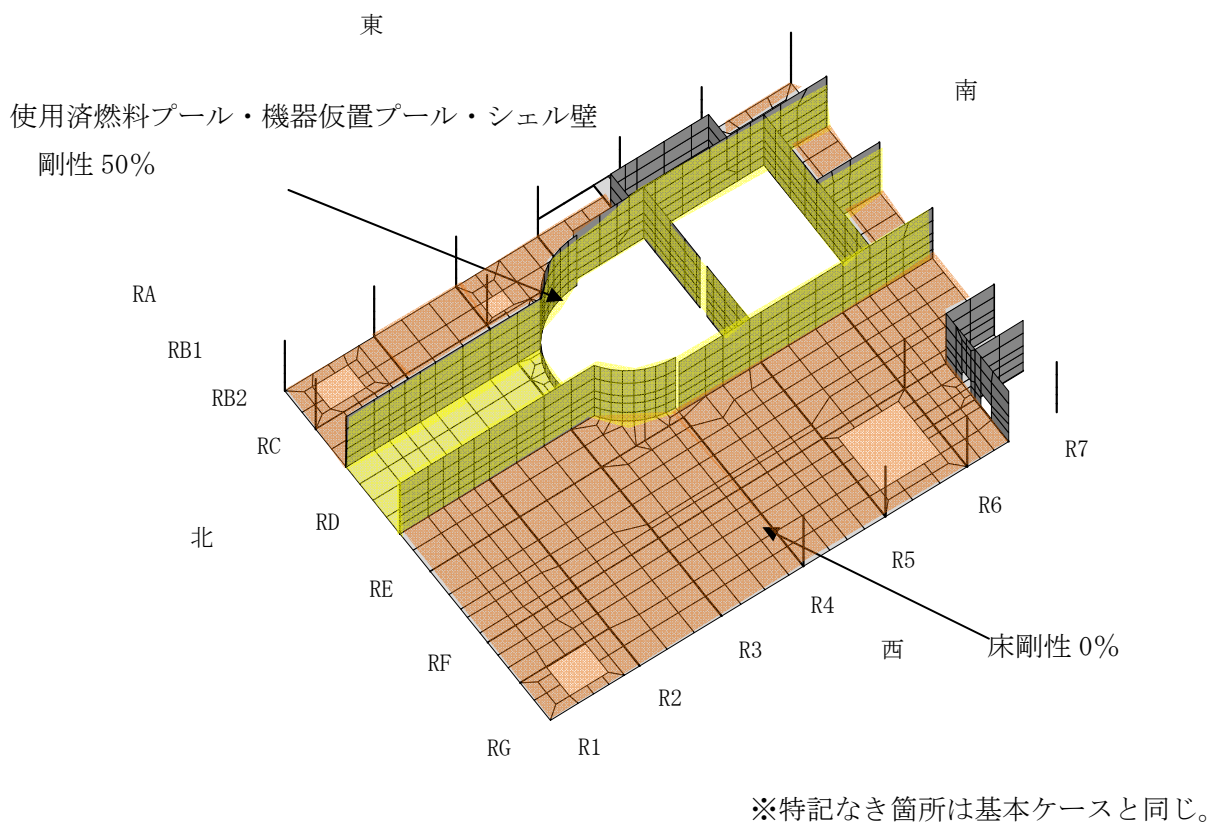 東
南
使用済燃料プール・機器仮置プール・シェル壁
剛性 50%
RA
RB1
RB2
RC
R7
RD
R6
北
R5
RE
R4
西
床剛性 0%
R3
RF
R2
RG
R1
※特記なき箇所は基本ケースと同じ。